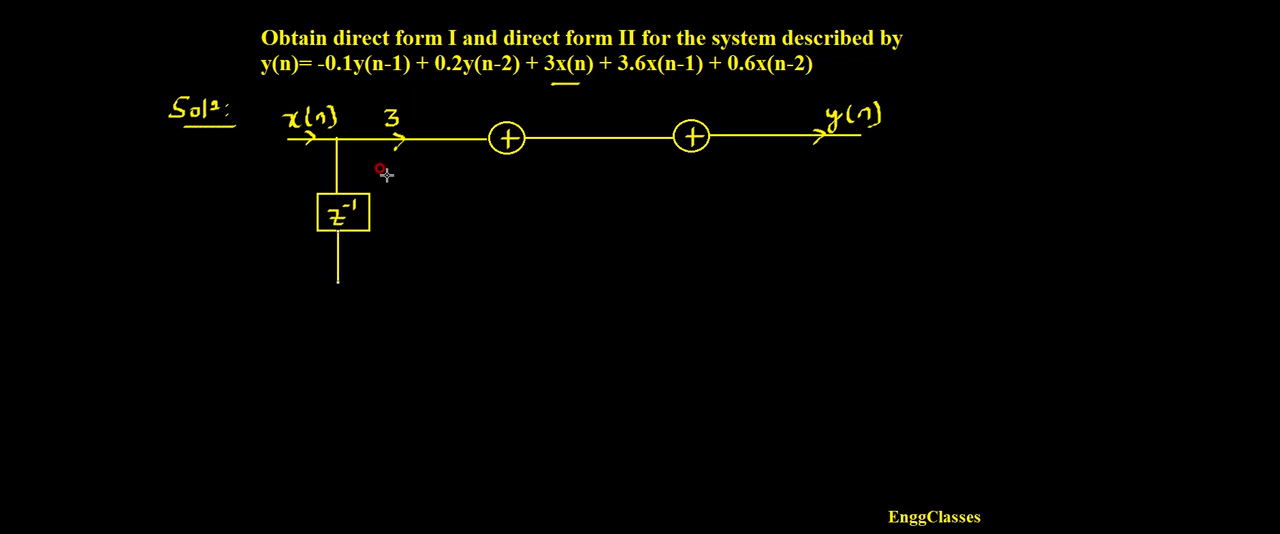 Obtain direct form I and direct form II for the system described by
y(n)= -0.1y(n-1) + 0.2y(n-2) + 3x(n) + 3.6x(n-1) + 0.6x(n-2)
Solⁿ:
x(n) 3 + + y(n)
z⁻¹
EnggClasses